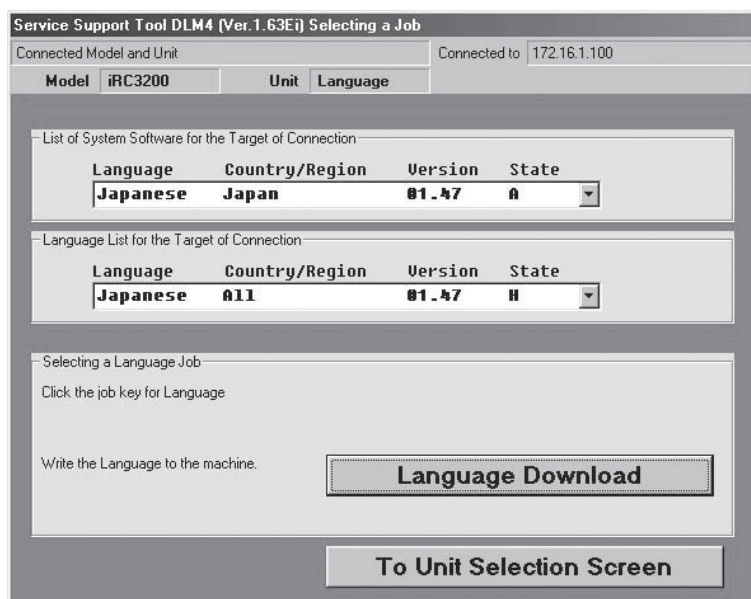 Service Support Tool DLM4 (Ver.1.63Ei) Selecting a Job
Connected Model and Unit Connected to 172.16.1.100
Model iRC3200 Unit Language
List of System Software for the Target of Connection
Language Country/Region Version State
Japanese Japan 01.47 A
Language List for the Target of Connection
Language Country/Region Version State
Japanese All 01.47 H
Selecting a Language Job
Click the job key for Language
Write the Language to the machine.
Language Download
To Unit Selection Screen